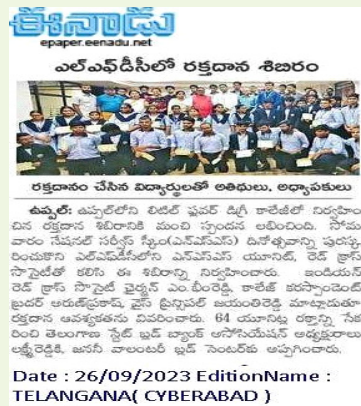 ఈనాడు
epaper.eenadu.net
ఎల్ఎఫ్‌డీసీలో రక్తదాన శిబిరం
రక్తదానం చేసిన విద్యార్థులతో అతిథులు, అధ్యాపకులు
ఉప్పల్: ఉప్పల్‌లోని లిటిల్ ఫ్లవర్ డిగ్రీ కాలేజీలో నిర్వహిం
చిన రక్తదాన శిబిరానికి మంచి స్పందన లభించింది. సోమ
వారం నేషనల్ సర్వీస్ స్కీం(ఎన్ఎస్ఎస్) దినోత్సవాన్ని పురస్క
రించుకొని ఎల్ఎఫ్‌డీసీలోని ఎన్ఎస్ఎస్ యూనిట్, రెడ్ క్రాస్
సొసైటీతో కలిసి ఈ శిబిరాన్ని నిర్వహించారు. ఇండియన్
రెడ్ క్రాస్ సొసైటీ ఛైర్మన్ ఎం.భీంరెడ్డి, కాలేజ్ కరస్పాండెంట్
బ్రదర్ అరుణ్‌ప్రకాష్, వైస్ ప్రిన్సిపల్ జయంతిరెడ్డి మాట్లాడుతూ
రక్తదాన ఆవశ్యకతను వివరించారు. 64 యూనిట్ల రక్తాన్ని సేక
రించి తెలంగాణ స్టేట్ బ్లడ్ బ్యాంక్ అసోసియేషన్ అధ్యక్షురాలు
లక్ష్మీరెడ్డికి, జనని వాలంటరీ బ్లడ్ సెంటర్‌కు అప్పగించారు.
Date : 26/09/2023 EditionName :
TELANGANA( CYBERABAD )